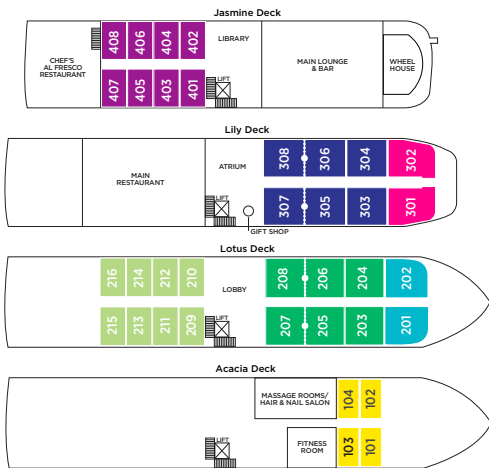 Jasmine Deck
408 406 404 402
LIBRARY
CHEF'S
AL FRESCO
RESTAURANT
MAIN LOUNGE
& BAR
WHEEL
HOUSE
407 405 403 401
LIFT
Lily Deck
308 306 304 302
MAIN
RESTAURANT
ATRIUM
307 305 303 301
LIFT
GIFT SHOP
Lotus Deck
216 214 212 210
LOBBY
208 206 204 202
215 213 211 209
LIFT
207 205 203 201
Acacia Deck
MASSAGE ROOMS/
HAIR & NAIL SALON
104 102
LIFT
FITNESS
ROOM
103 101